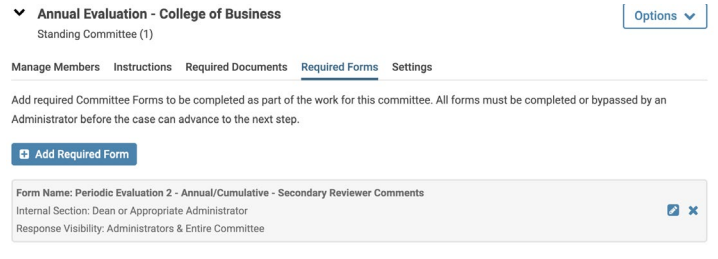 Annual Evaluation - College of Business
Options
Standing Committee (1)
Manage Members Instructions Required Documents Required Forms Settings
Add required Committee Forms to be completed as part of the work for this committee. All forms must be completed or bypassed by an
Administrator before the case can advance to the next step.
Add Required Form
Form Name: Periodic Evaluation 2 - Annual/Cumulative - Secondary Reviewer Comments
Internal Section: Dean or Appropriate Administrator
Response Visibility: Administrators & Entire Committee